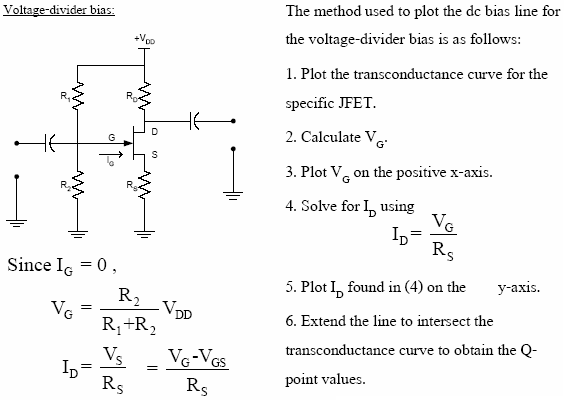 Voltage-divider bias:
+VDD
R1
RD
D
G
IG
S
R2
RS
Since IG = 0 ,
VG = R2 / R1+R2 VDD
ID = VS / RS = VG-VGS / RS
The method used to plot the dc bias line for
the voltage-divider bias is as follows:
1. Plot the transconductance curve for the
specific JFET.
2. Calculate VG.
3. Plot VG on the positive x-axis.
4. Solve for ID using
ID = VG / RS
5. Plot ID found in (4) on the y-axis.
6. Extend the line to intersect the
transconductance curve to obtain the Q-
point values.